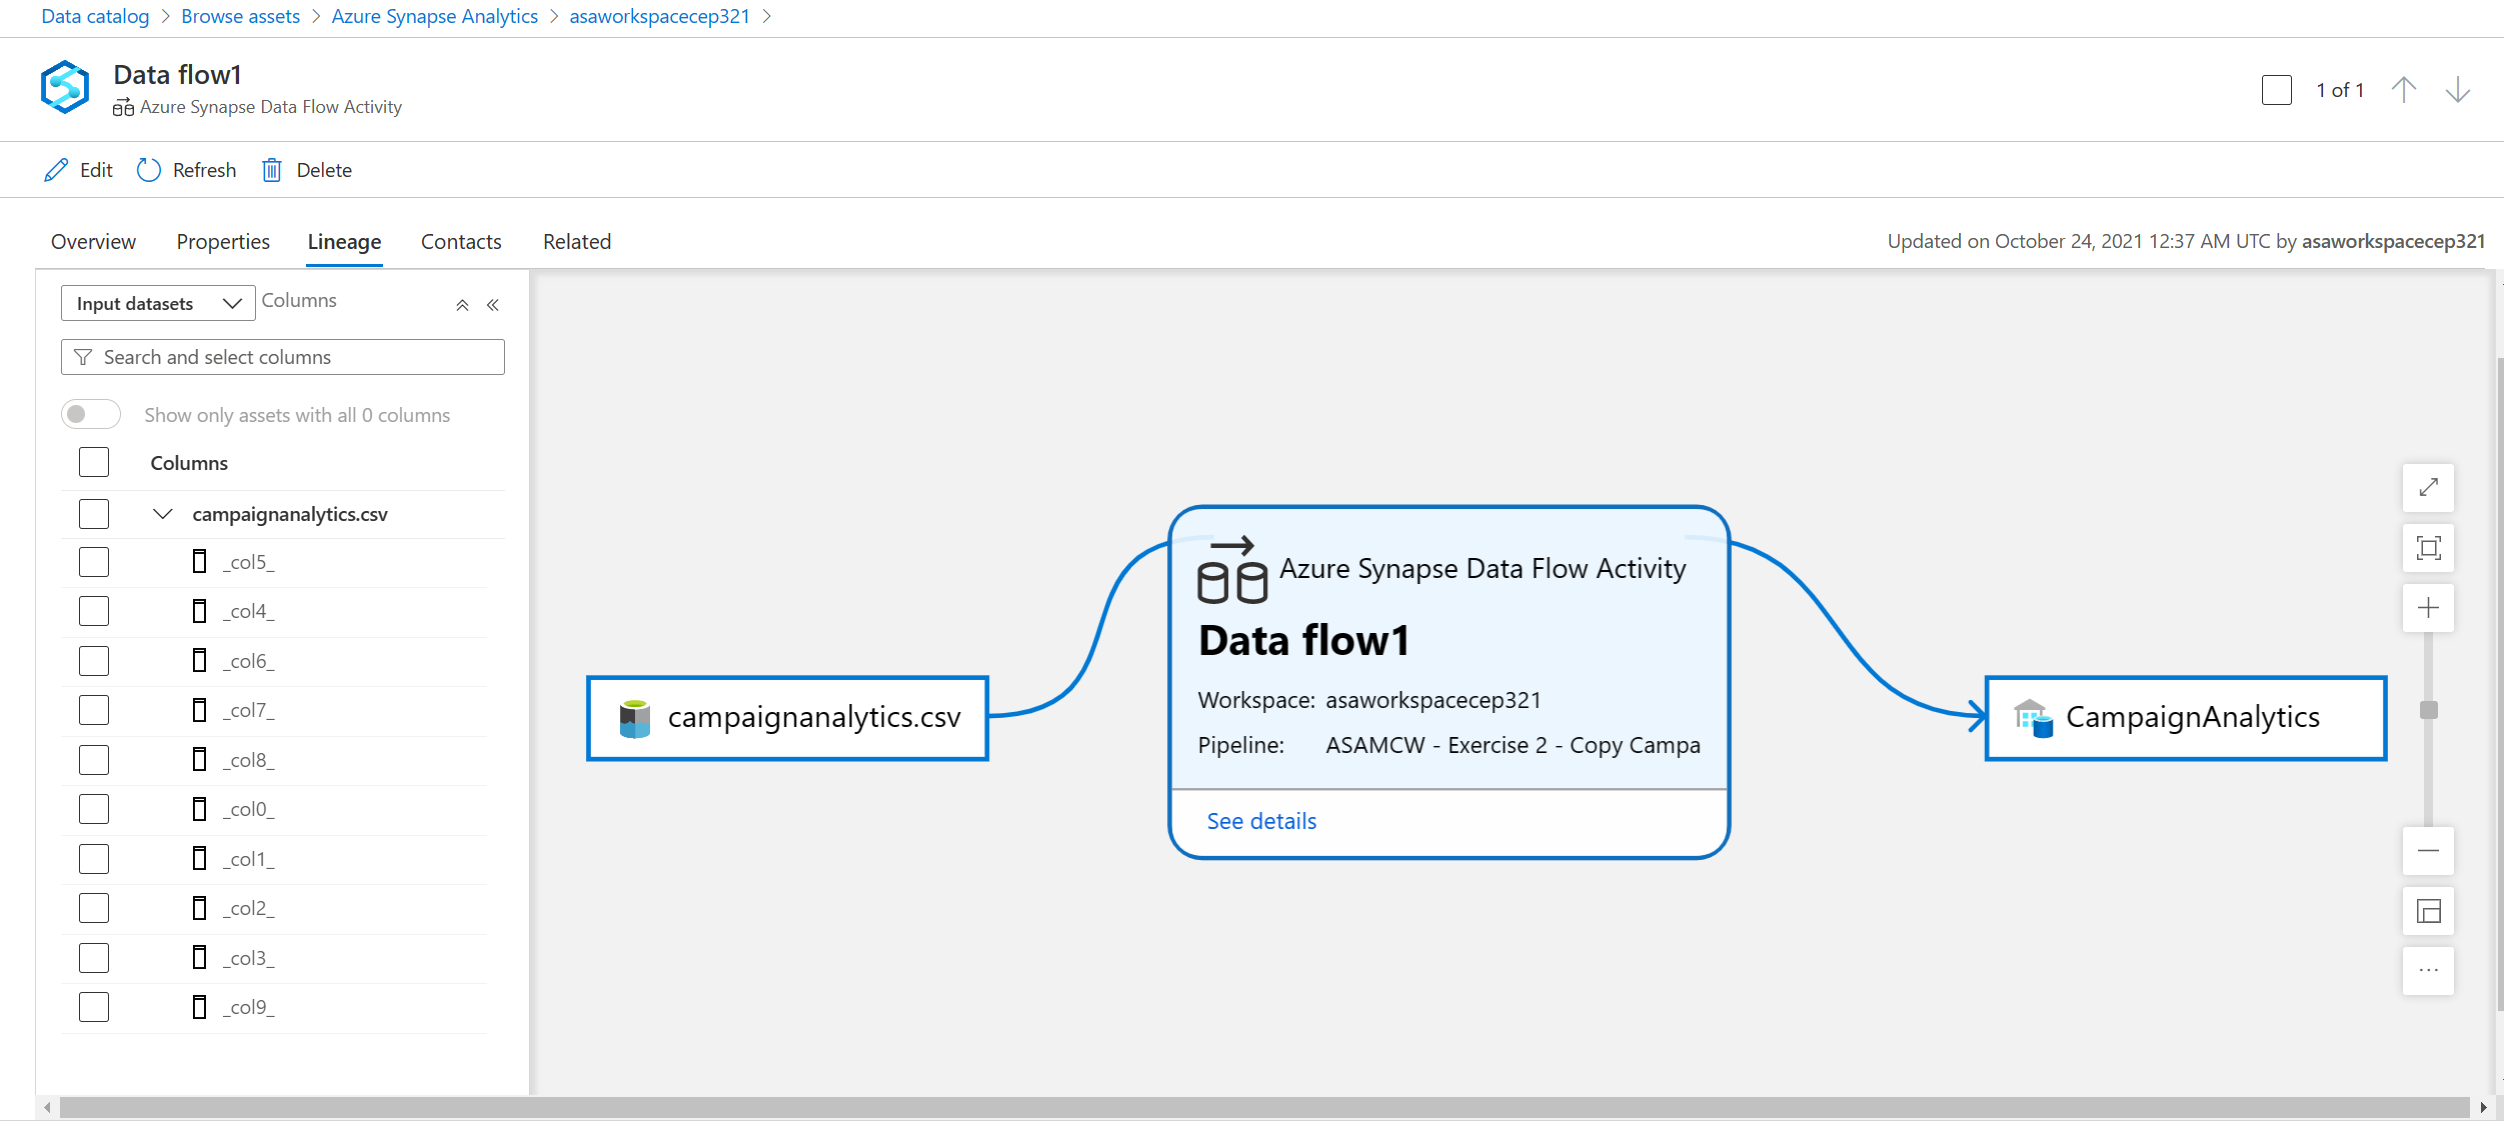 Data catalog > Browse assets > Azure Synapse Analytics > asaworkspacecep321 >
Data flow1
Azure Synapse Data Flow Activity
1 of 1
Edit Refresh Delete
Overview Properties Lineage Contacts Related
Updated on October 24, 2021 12:37 AM UTC by asaworkspacecep321
Input datasets Columns
Search and select columns
Show only assets with all 0 columns
Columns
campaignanalytics.csv
_col5_
_col4_
_col6_
_col7_
_col8_
_col0_
_col1_
_col2_
_col3_
_col9_
campaignanalytics.csv
Azure Synapse Data Flow Activity
Data flow1
Workspace: asaworkspacecep321
Pipeline: ASAMCW - Exercise 2 - Copy Campa
See details
CampaignAnalytics